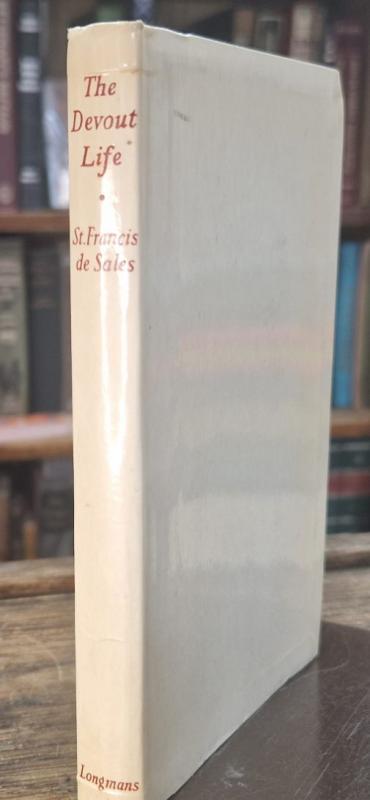 The
Devout
Life
•
St. Francis
de Sales
Longmans